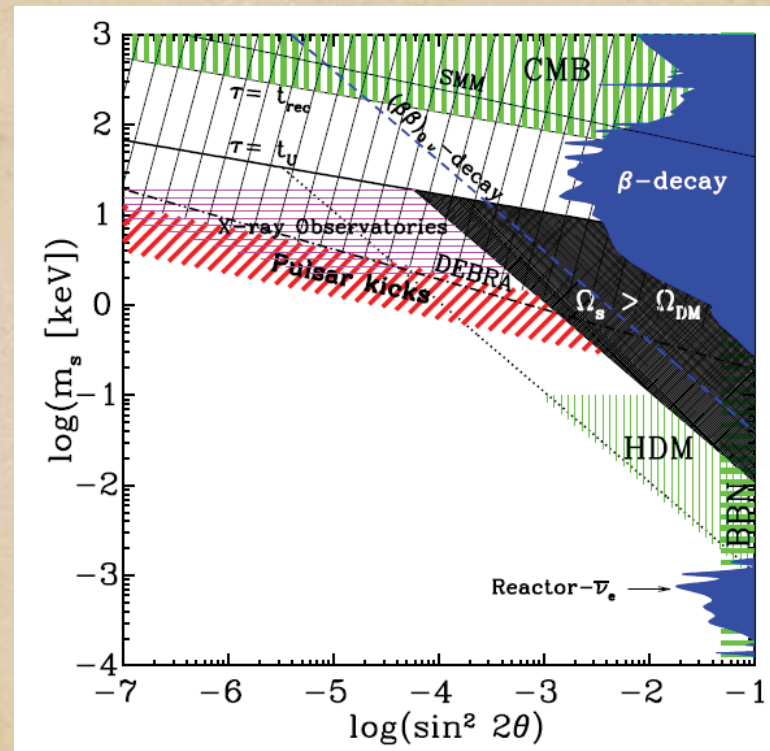 3
CMB
SMM
τ= t_rec
(ββ)_0ν-decay
2
τ= t_U
β-decay
1
X-ray Observatories
DEBRA
Pulsar kicks
Ω_s > Ω_DM
0
log(m_s [keV])
−1
HDM
−2
BBN
−3
Reactor-ν̄_e
−4
−7 −6 −5 −4 −3 −2 −1
log(sin² 2θ)